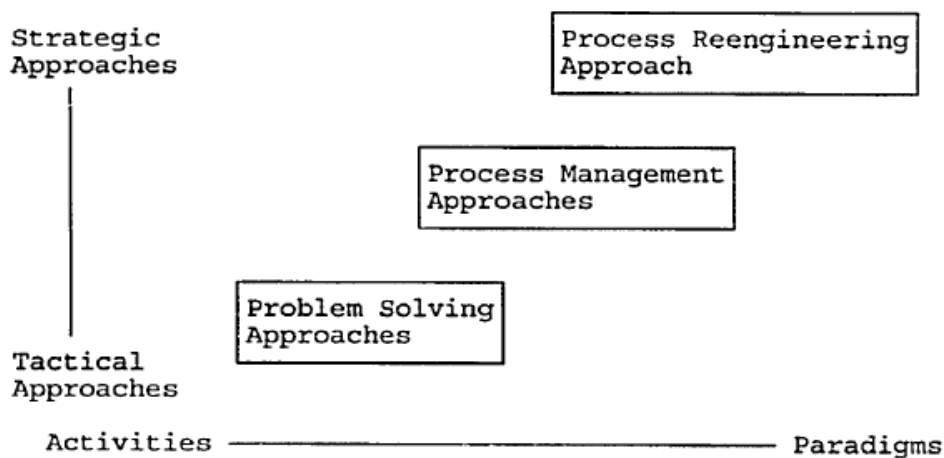 Strategic
Approaches
Process Reengineering
Approach
Process Management
Approaches
Problem Solving
Approaches
Tactical
Approaches
Activities
Paradigms